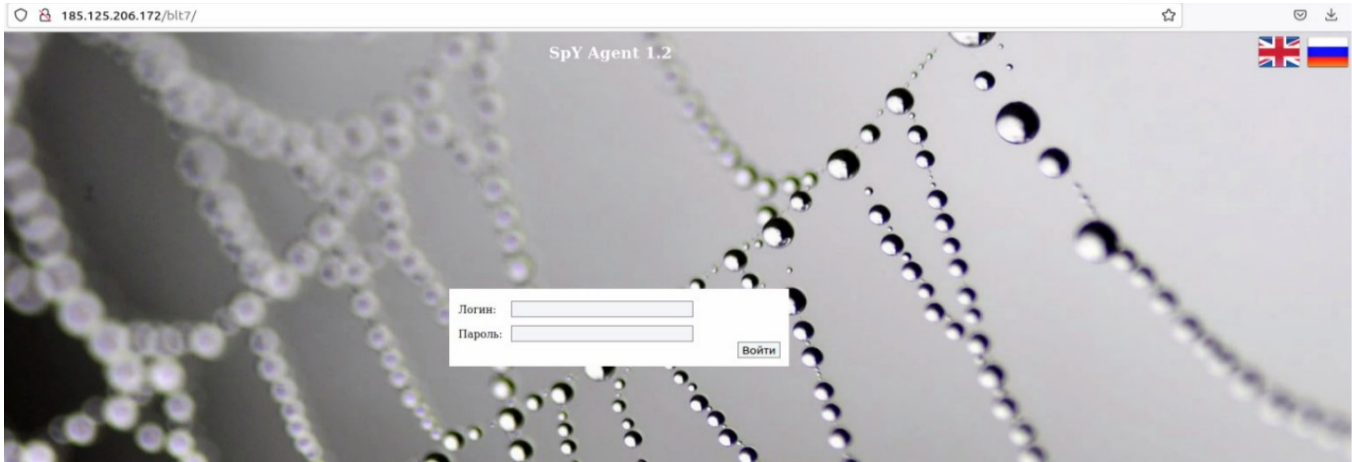 185.125.206.172/blt7/
SpY Agent 1.2
Логин:
Пароль:
Войти